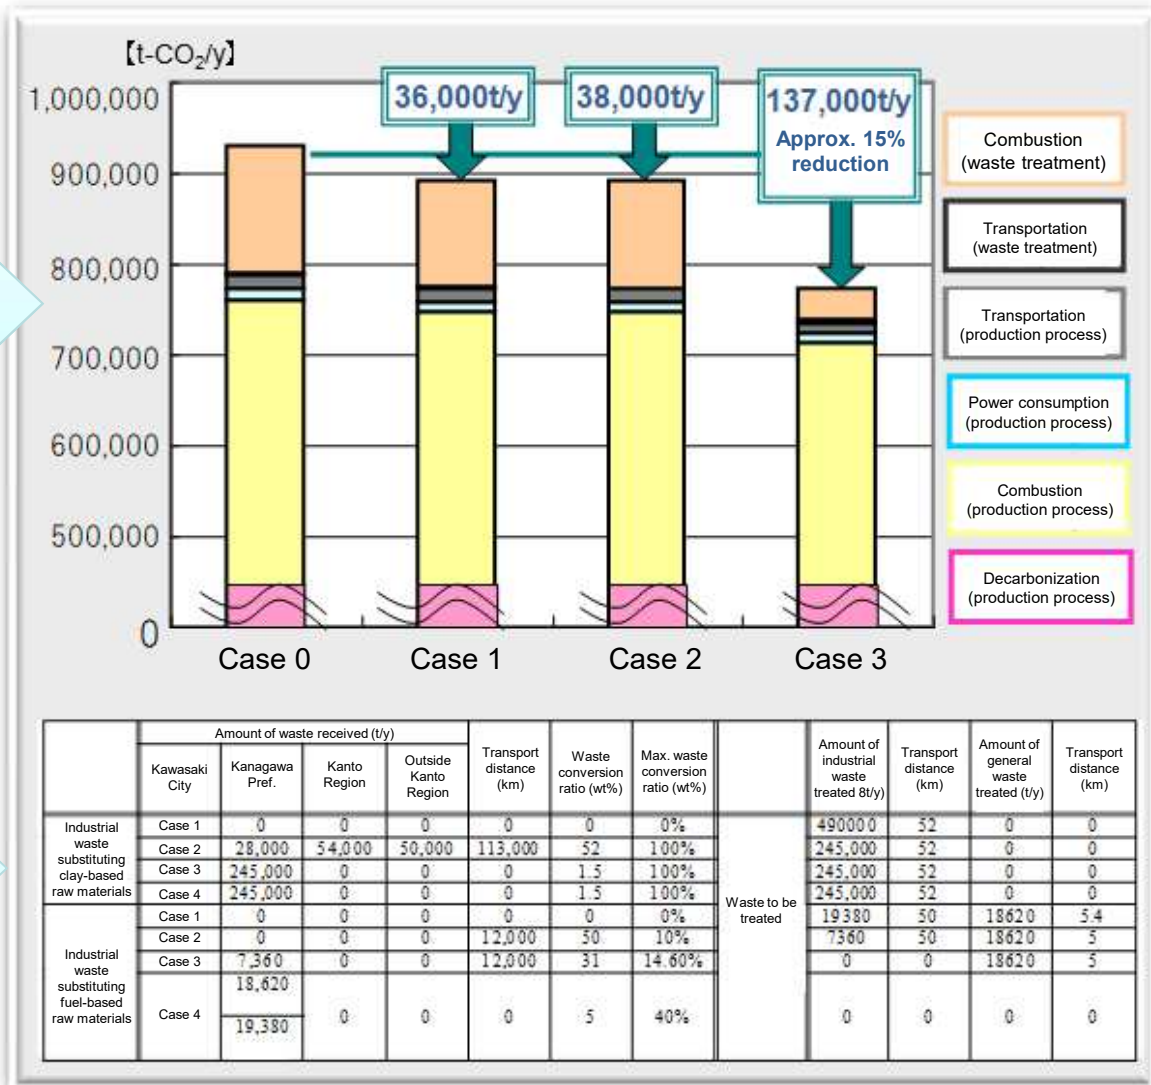 【t-CO2/y】
1,000,000
900,000
800,000
700,000
600,000
500,000
0
36,000t/y
38,000t/y
137,000t/y
Approx. 15%
reduction
Case 0
Case 1
Case 2
Case 3
Combustion
(waste treatment)
Transportation
(waste treatment)
Transportation
(production process)
Power consumption
(production process)
Combustion
(production process)
Decarbonization
(production process)
Amount of waste received (t/y)
Kawasaki
City
Kanagawa
Pref.
Kanto
Region
Outside
Kanto
Region
Transport
distance
(km)
Waste
conversion
ratio (wt%)
Max. waste
conversion
ratio (wt%)
Amount of
industrial
waste
treated 8t/y)
Transport
distance
(km)
Amount of
general
waste
treated (t/y)
Transport
distance
(km)
Industrial
waste
substituting
clay-based
raw materials
Case 1 0 0 0 0 0 0% 490000 52 0 0
Case 2 28,000 54,000 50,000 113,000 52 100% 245,000 52 0 0
Case 3 245,000 0 0 0 1.5 100% 245,000 52 0 0
Case 4 245,000 0 0 0 1.5 100% 245,000 52 0 0
Waste to be
treated
Industrial
waste
substituting
fuel-based
raw materials
Case 1 0 0 0 0 0 0% 19380 50 18620 5.4
Case 2 0 0 0 12,000 50 10% 7360 50 18620 5
Case 3 7,360 0 0 12,000 31 14.60% 0 0 18620 5
18,620
Case 4 0 0 0 5 40% 0 0 0 0
19,380